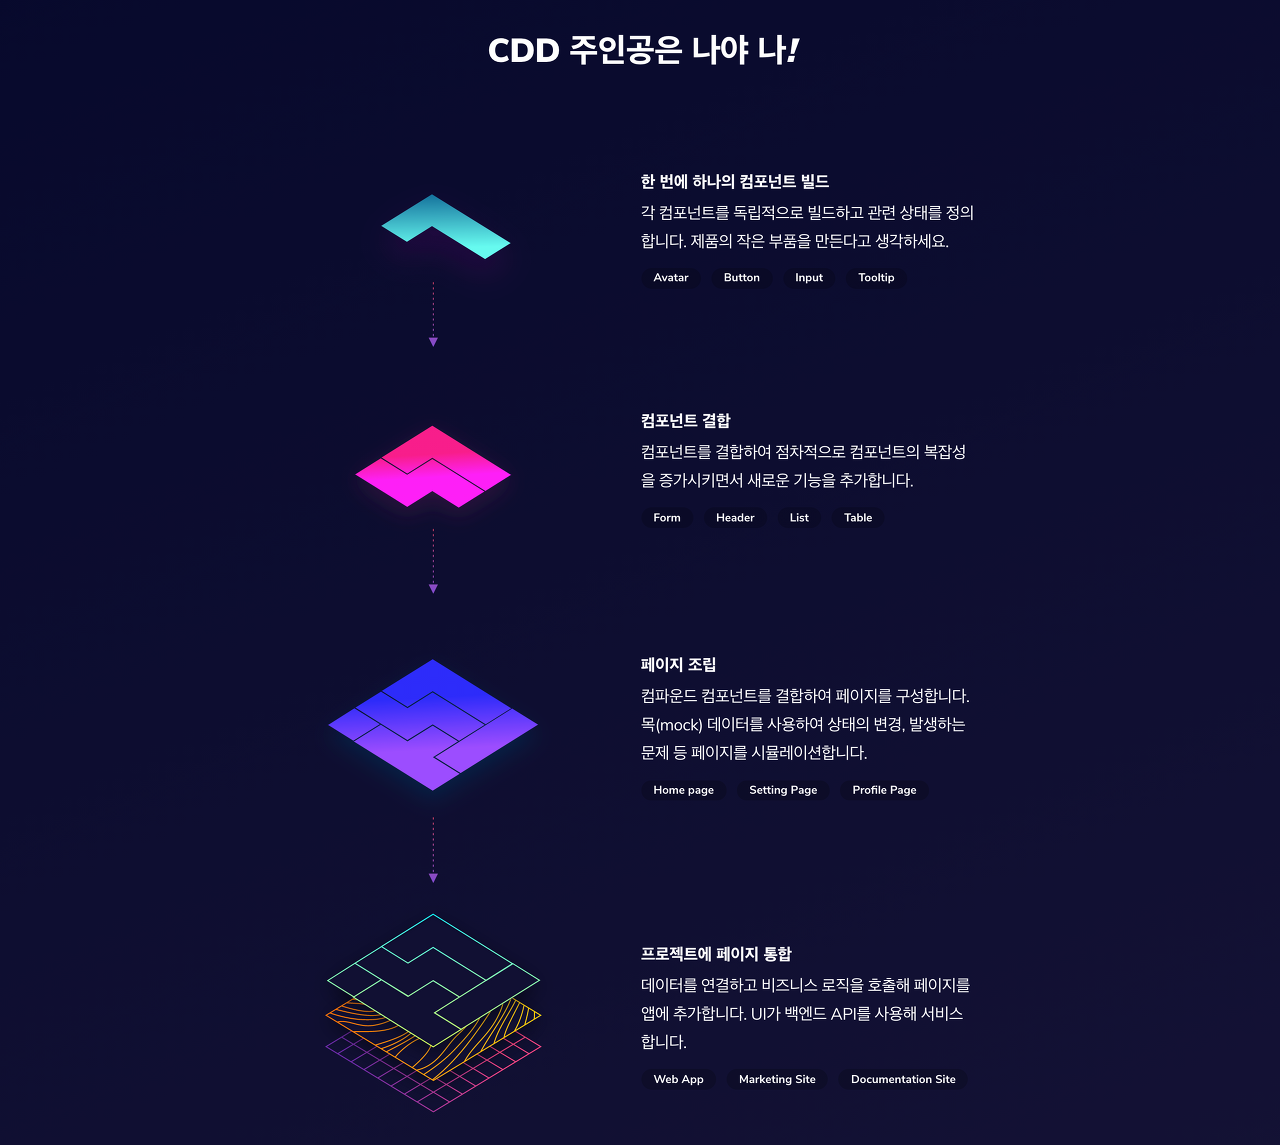 CDD 주인공은 나야 나!
한 번에 하나의 컴포넌트 빌드
각 컴포넌트를 독립적으로 빌드하고 관련 상태를 정의
합니다. 제품의 작은 부품을 만든다고 생각하세요.
Avatar Button Input Tooltip
컴포넌트 결합
컴포넌트를 결합하여 점차적으로 컴포넌트의 복잡성
을 증가시키면서 새로운 기능을 추가합니다.
Form Header List Table
페이지 조립
컴파운드 컴포넌트를 결합하여 페이지를 구성합니다.
목(mock) 데이터를 사용하여 상태의 변경, 발생하는
문제 등 페이지를 시뮬레이션합니다.
Home page Setting Page Profile Page
프로젝트에 페이지 통합
데이터를 연결하고 비즈니스 로직을 호출해 페이지를
앱에 추가합니다. UI가 백엔드 API를 사용해 서비스
합니다.
Web App Marketing Site Documentation Site